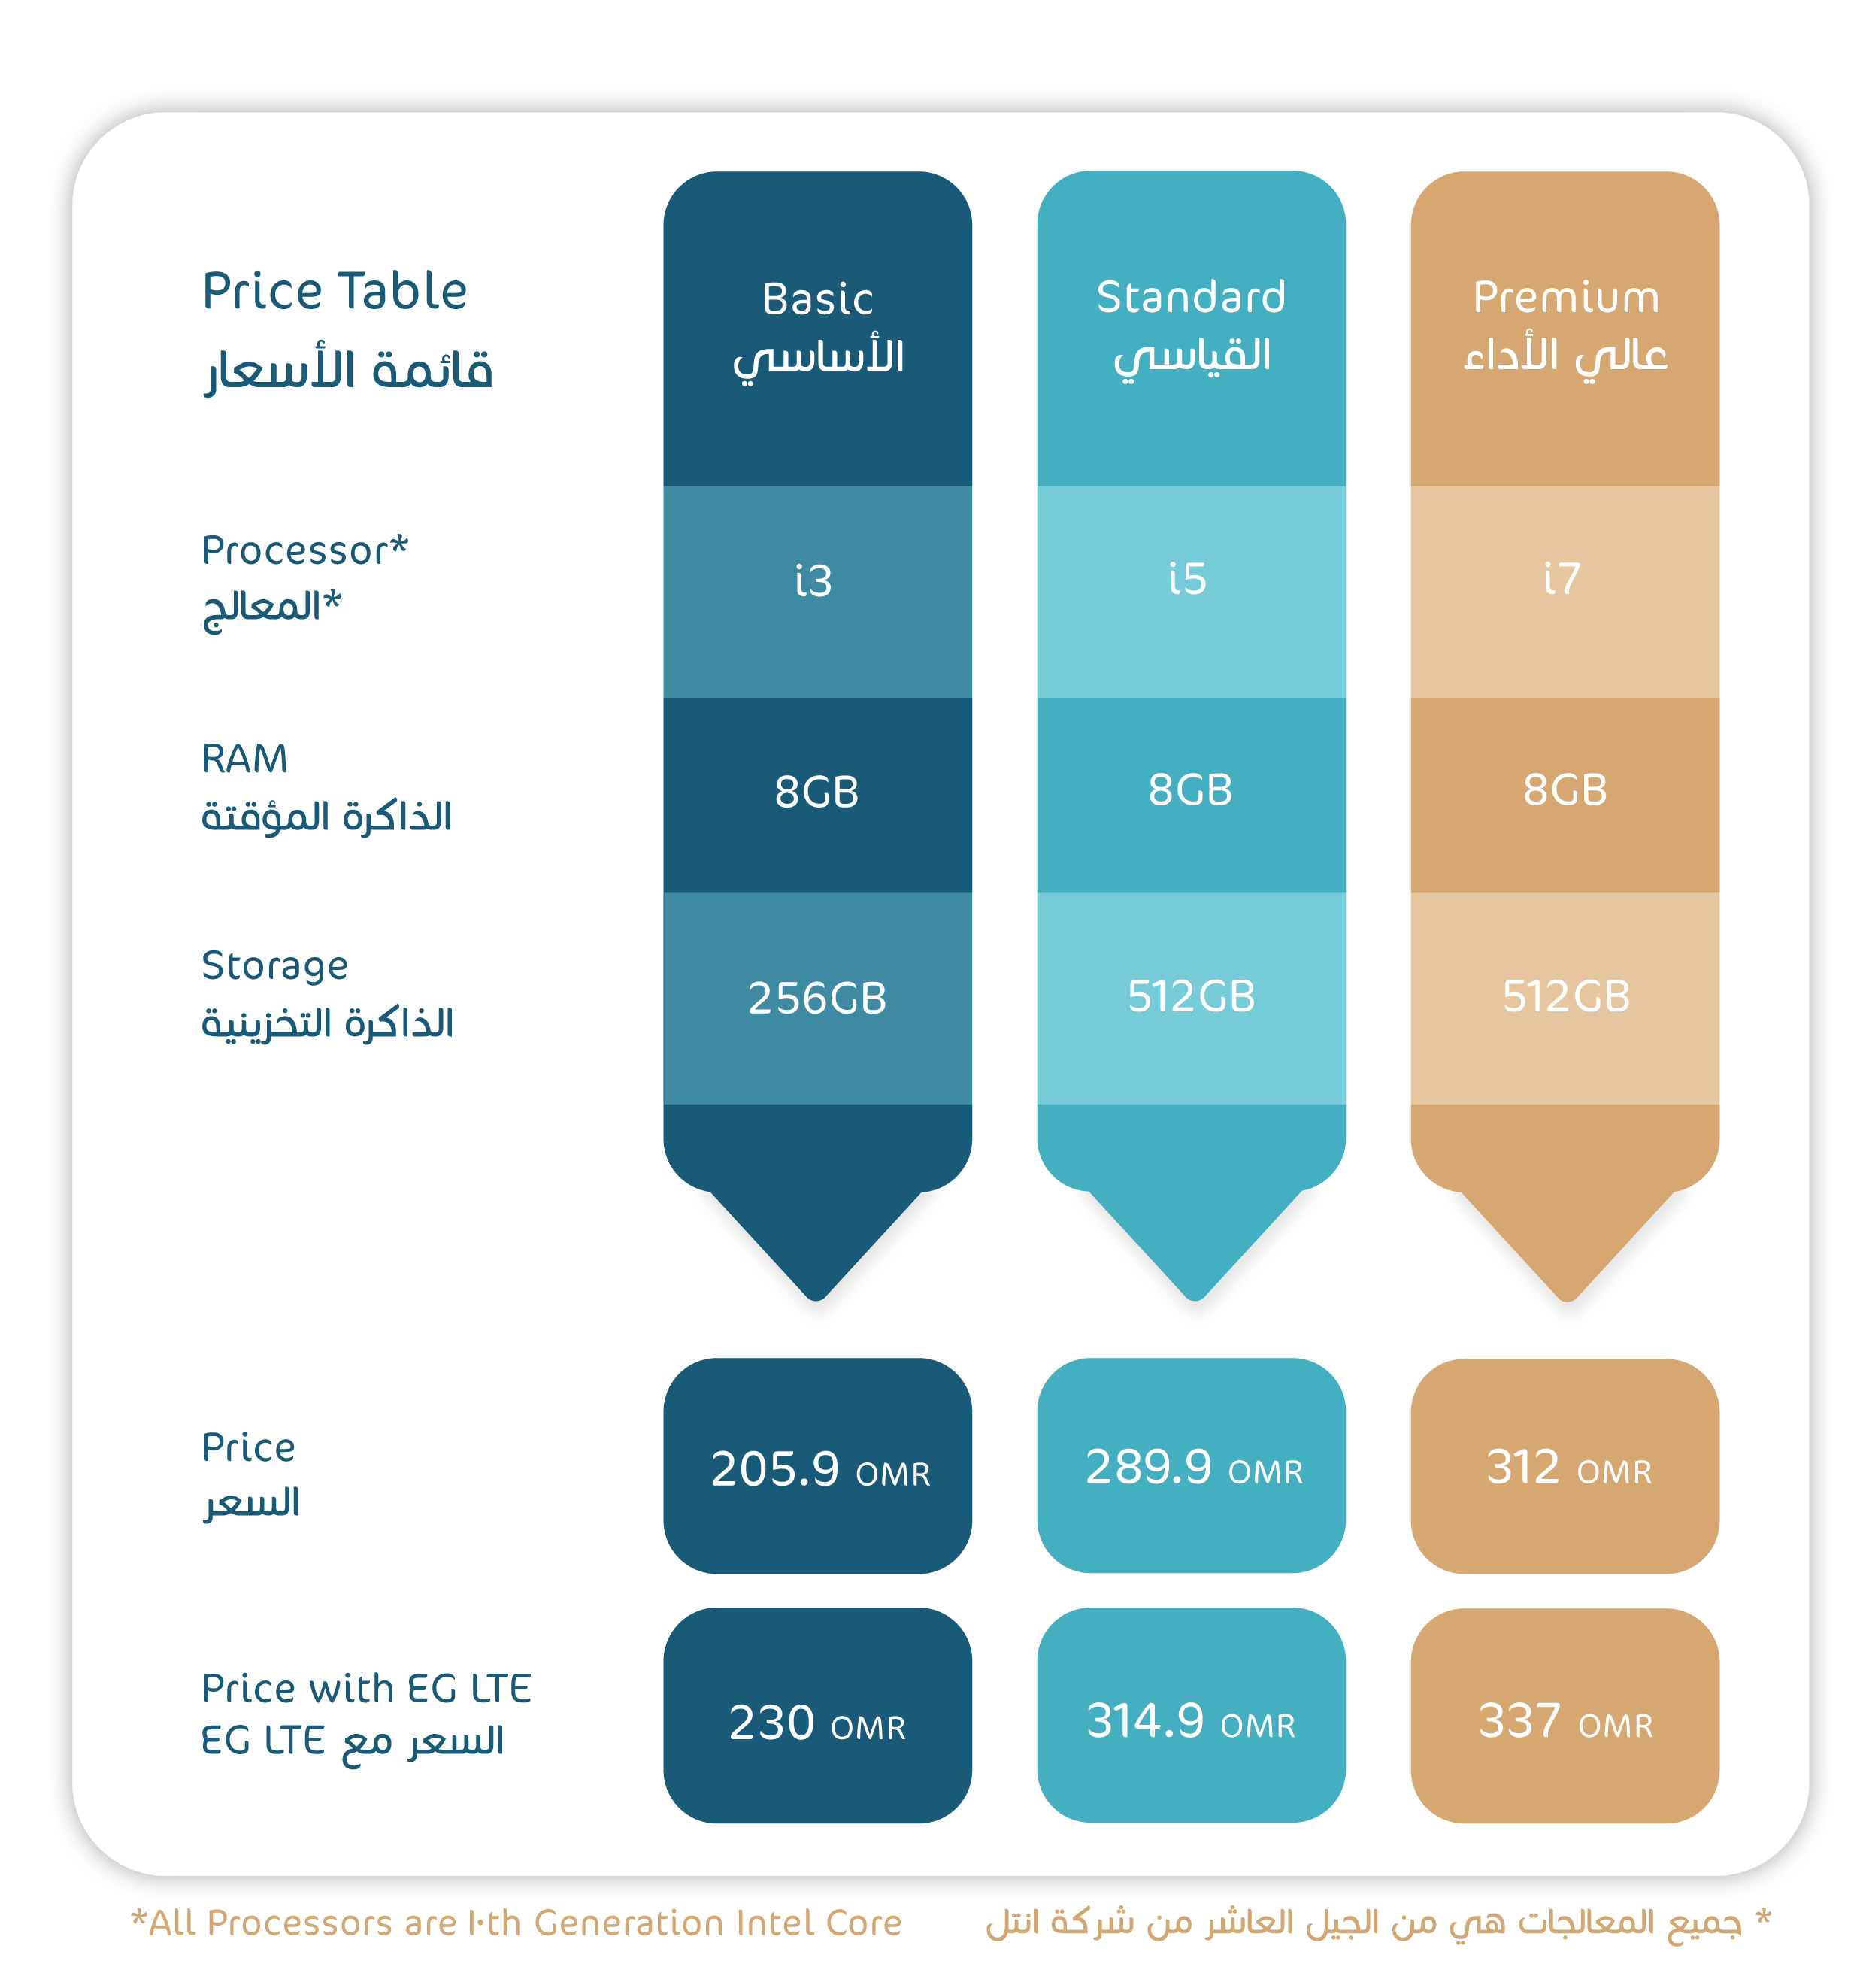 Price Table
قائمة الأسعار
Basic
الأساسي
Standard
القياسي
Premium
عالي الأداء
Processor*
المعالج*
i3
i5
i7
RAM
الذاكرة المؤقتة
8GB
8GB
8GB
Storage
الذاكرة التخزينية
256GB
512GB
512GB
Price
السعر
205.9 OMR
289.9 OMR
312 OMR
Price with EG LTE
السعر مع EG LTE
230 OMR
314.9 OMR
337 OMR
*All Processors are I٠th Generation Intel Core
* جميع المعالجات هي من الجيل العاشر من شركة انتل